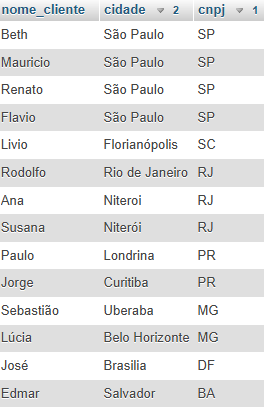 nome_cliente cidade 2 cnpj 1
Beth São Paulo SP
Mauricio São Paulo SP
Renato São Paulo SP
Flavio São Paulo SP
Livio Florianópolis SC
Rodolfo Rio de Janeiro RJ
Ana Niteroi RJ
Susana Niterói RJ
Paulo Londrina PR
Jorge Curitiba PR
Sebastião Uberaba MG
Lúcia Belo Horizonte MG
José Brasilia DF
Edmar Salvador BA